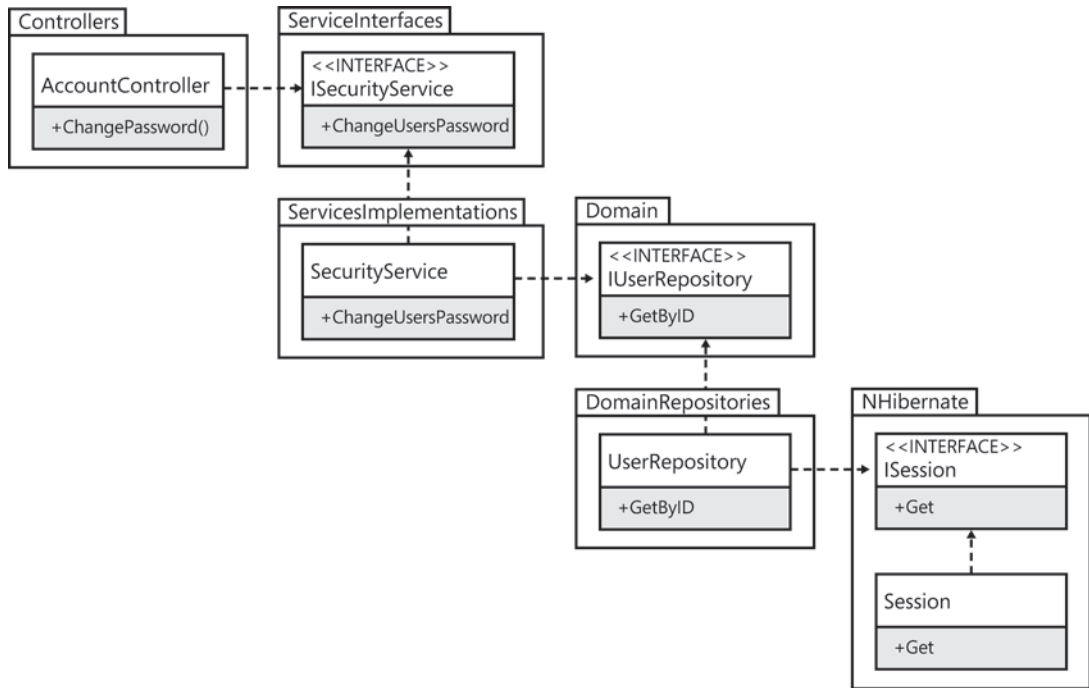 Controllers
AccountController
+ChangePassword()
ServiceInterfaces
<<INTERFACE>>
ISecurityService
+ChangeUsersPassword
ServicesImplementations
SecurityService
+ChangeUsersPassword
Domain
<<INTERFACE>>
IUserRepository
+GetByID
DomainRepositories
UserRepository
+GetByID
NHibernate
<<INTERFACE>>
ISession
+Get
Session
+Get